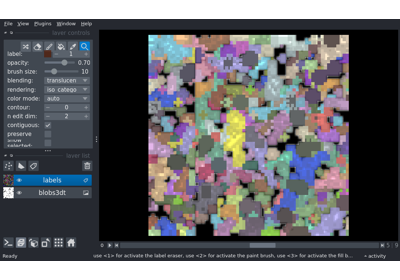 File View Plugins Window Help
layer controls
label: 1
opacity: 0.70
brush size: 10
blending: translucen
rendering: iso_catego
color mode: auto
contour: 0
n edit dim: 2
contiguous:
preserve
selected:
layer list
labels
blobs3dt
Ready
use <1> for activate the label eraser, use <2> for activate the paint brush, use <3> for activate the fill b
activity